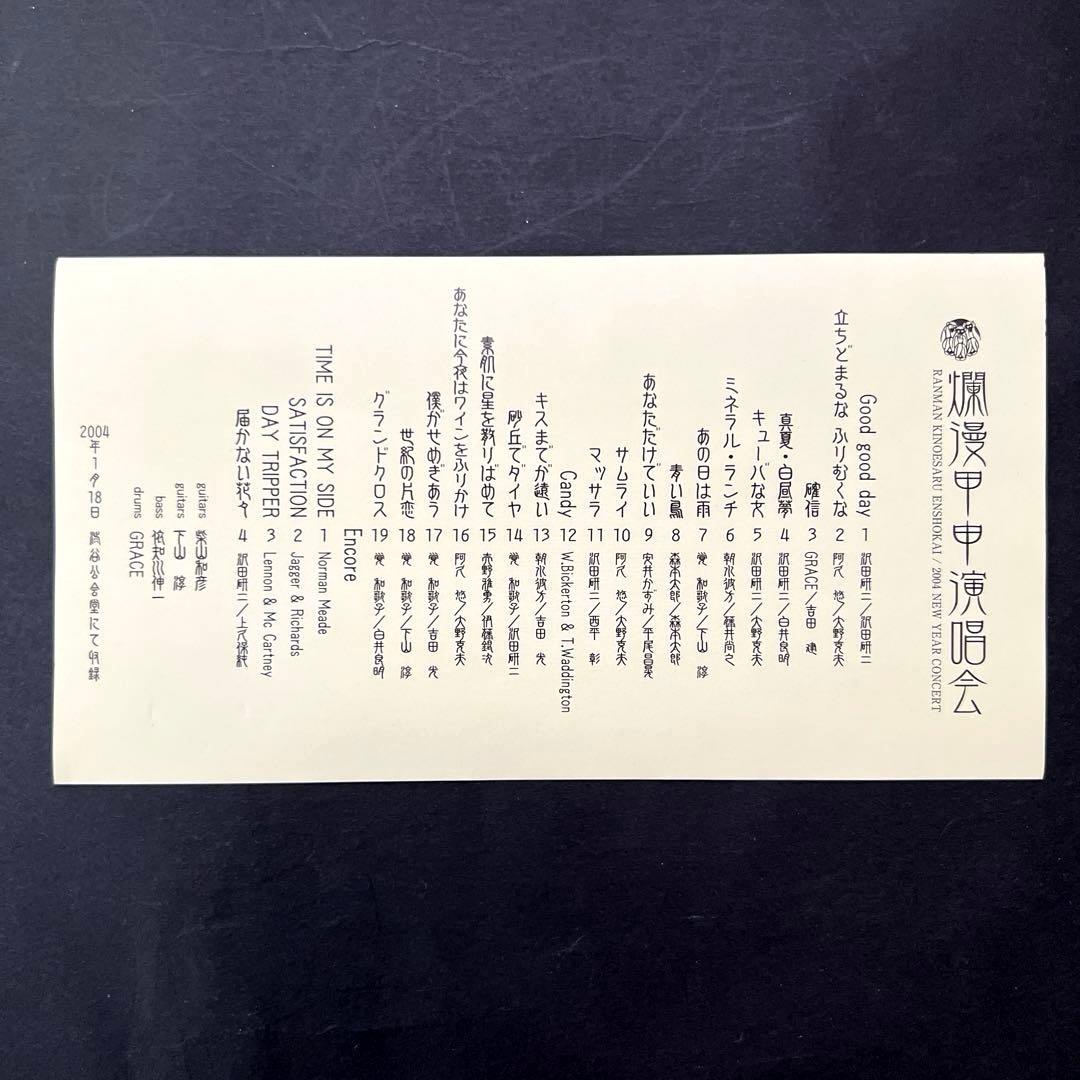 爛漫甲申演唱会
RANMAN KINOESARU ENSHOKAI / 2004 NEW YEAR CONCERT
Good good day 1 沢田研二/沢田研二
立ちどまるな ふりむくな 2 阿久 悠/大野克夫
確信 3 GRACE/吉田 建
真夏・白昼夢 4 沢田研二/白井良明
キューバな女 5 沢田研二/大野克夫
ミネラル・ランチ 6 朝水彼方/藤井尚之
あの日は雨 7 覚 和歌子/下山 淳
青い鳥 8 森本太郎/森本太郎
あなただけでいい 9 安井かずみ/平尾昌晃
サムライ 10 阿久 悠/大野克夫
マッサラ 11 沢田研二/西平 彰
Candy 12 W.Bickerton & T.Waddington
キスまでが遠い 13 朝水彼方/吉田 光
砂丘でダイヤ 14 覚 和歌子/沢田研二
素肌に星を散りばめて 15 赤野雅勇/伊藤銀次
あなたに今夜はワインをふりかけ 16 阿久 悠/大野克夫
僕がせめぎあう 17 覚 和歌子/吉田 光
世紀の片恋 18 覚 和歌子/下山 淳
グランドクロス 19 覚 和歌子/白井良明
Encore
TIME IS ON MY SIDE 1 Norman Meade
SATISFACTION 2 Jagger & Richards
DAY TRIPPER 3 Lennon & Mc Cartney
届かない花々 4 沢田研二/上久保純
guitars 柴山和彦
guitars 下山 淳
bass 依知川伸一
drums GRACE
2004年1月18日 渋谷公会堂にて収録